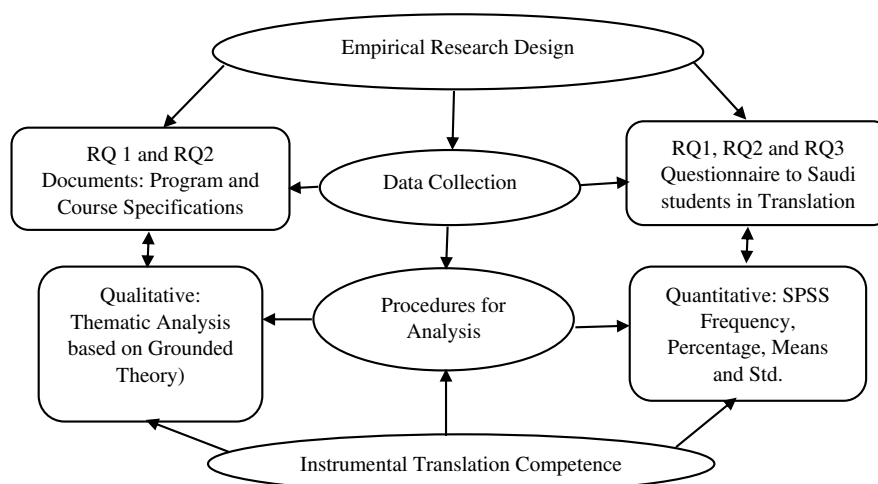 Empirical Research Design
RQ 1 and RQ2
Documents: Program and
Course Specifications
Data Collection
RQ1, RQ2 and RQ3
Questionnaire to Saudi
students in Translation
Qualitative:
Thematic Analysis
based on Grounded
Theory)
Procedures for
Analysis
Quantitative: SPSS
Frequency,
Percentage, Means
and Std.
Instrumental Translation Competence